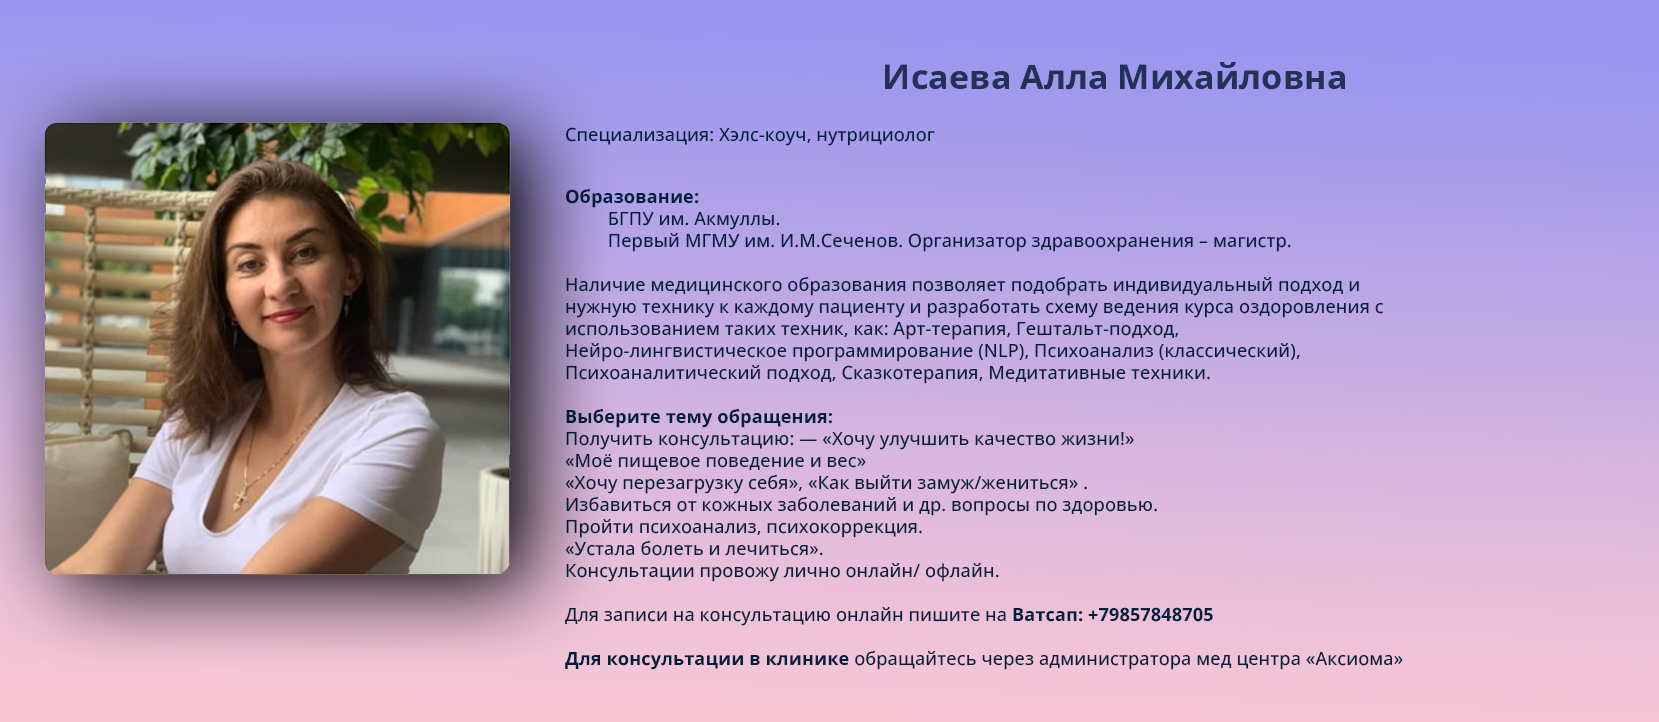 Исаева Алла Михайловна
Специализация: Хэлс-коуч, нутрициолог
Образование:
БГПУ им. Акмуллы.
Первый МГМУ им. И.М.Сеченов. Организатор здравоохранения – магистр.
Наличие медицинского образования позволяет подобрать индивидуальный подход и
нужную технику к каждому пациенту и разработать схему ведения курса оздоровления с
использованием таких техник, как: Арт-терапия, Гештальт-подход,
Нейро-лингвистическое программирование (NLP), Психоанализ (классический),
Психоаналитический подход, Сказкотерапия, Медитативные техники.
Выберите тему обращения:
Получить консультацию: — «Хочу улучшить качество жизни!»
«Моё пищевое поведение и вес»
«Хочу перезагрузку себя», «Как выйти замуж/жениться» .
Избавиться от кожных заболеваний и др. вопросы по здоровью.
Пройти психоанализ, психокоррекция.
«Устала болеть и лечиться».
Консультации провожу лично онлайн/ офлайн.
Для записи на консультацию онлайн пишите на Ватсап: +79857848705
Для консультации в клинике обращайтесь через администратора мед центра «Аксиома»